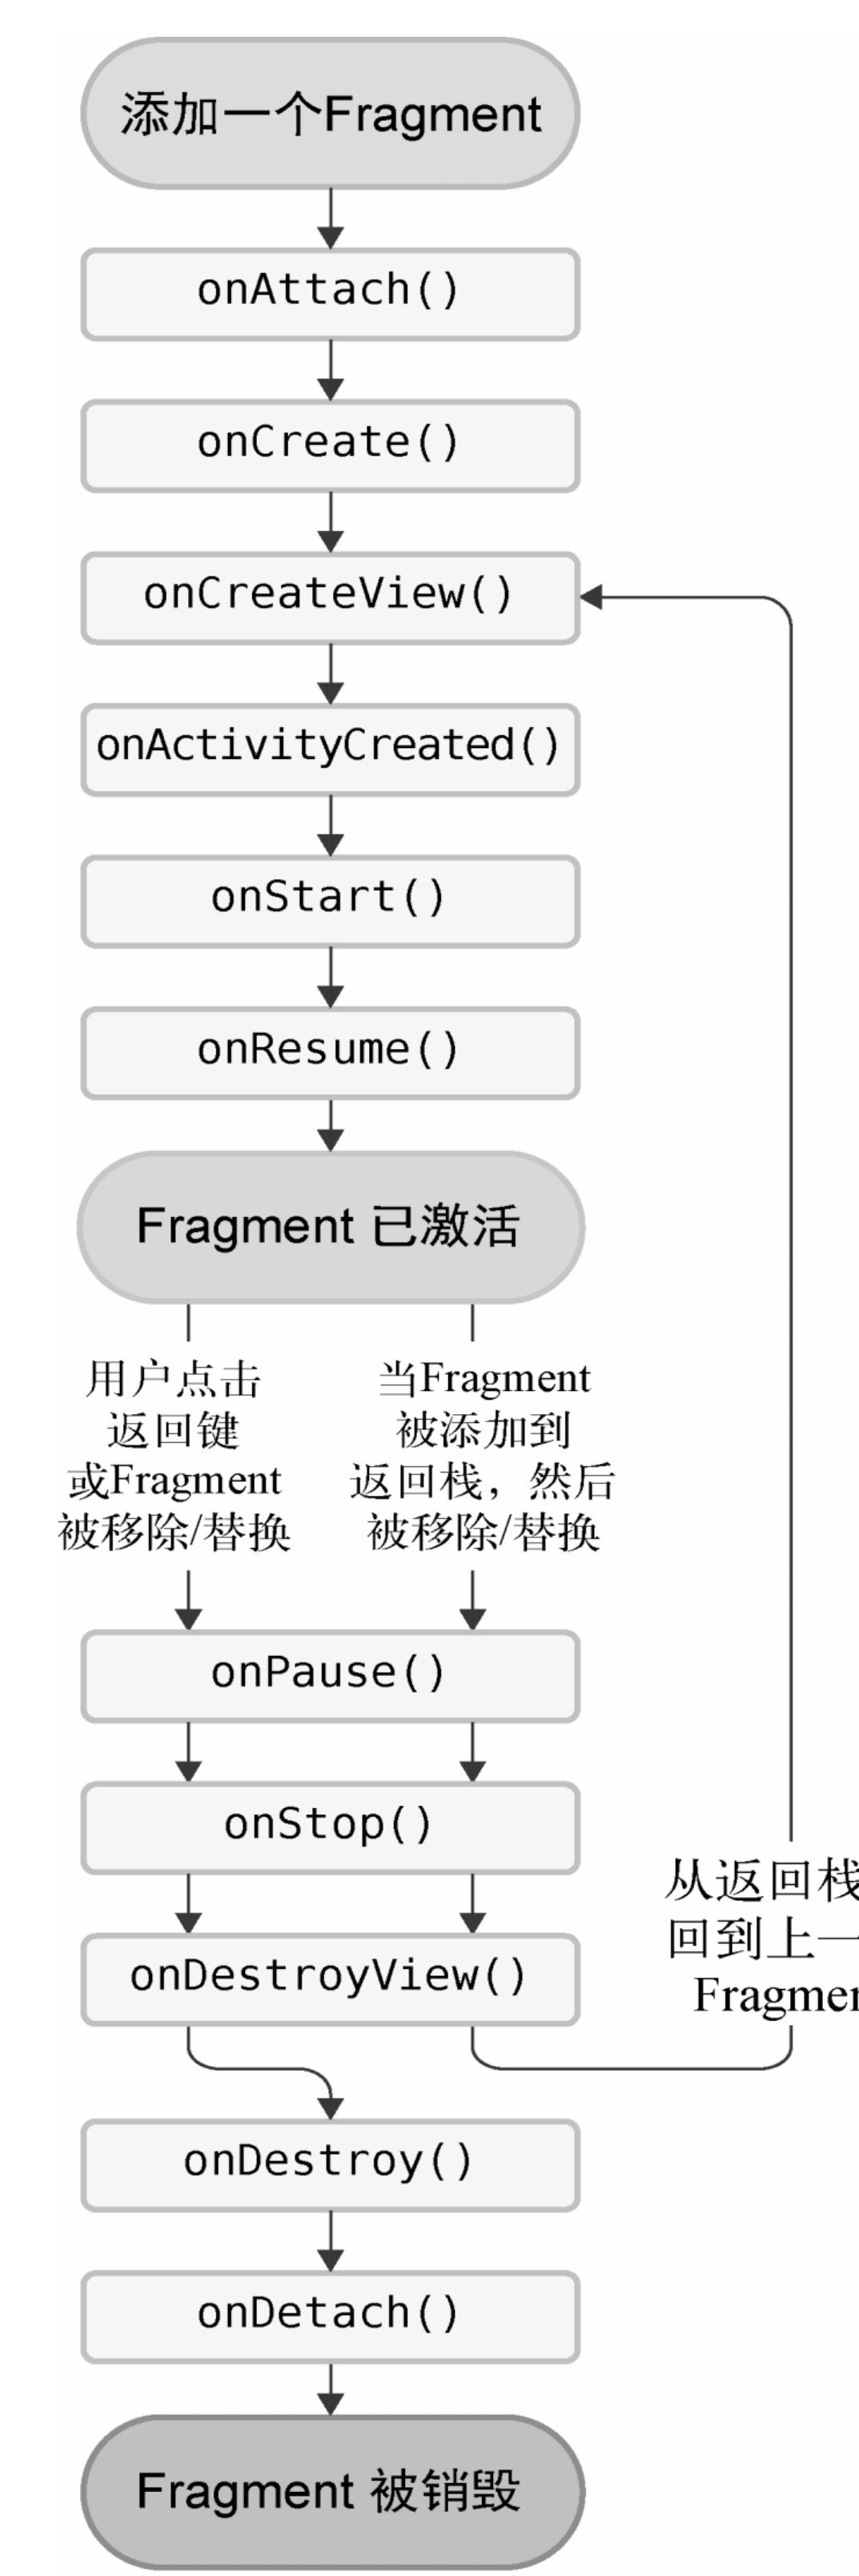 添加一个Fragment
onAttach()
onCreate()
onCreateView()
onActivityCreated()
onStart()
onResume()
Fragment 已激活
用户点击
返回键
或Fragment
被移除/替换
当Fragment
被添加到
返回栈，然后
被移除/替换
onPause()
onStop()
onDestroyView()
从返回栈
回到上一
onDestroy()
onDetach()
Fragment 被销毁